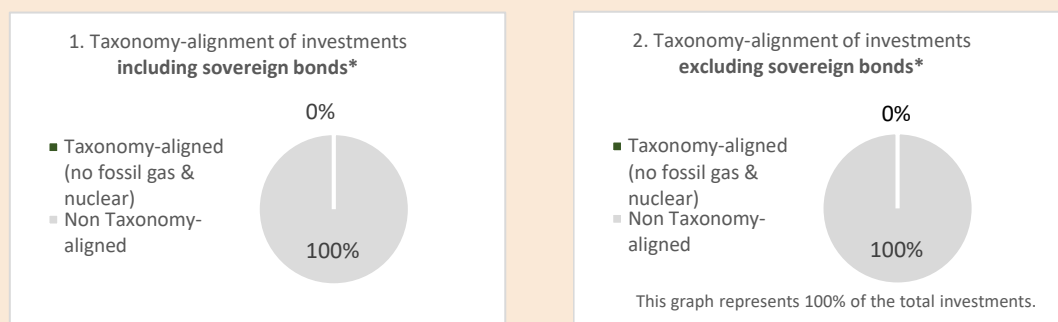 1. Taxonomy-alignment of investments
including sovereign bonds*
0%
Taxonomy-aligned
(no fossil gas &
nuclear)
Non Taxonomy-
aligned
100%
2. Taxonomy-alignment of investments
excluding sovereign bonds*
0%
Taxonomy-aligned
(no fossil gas &
nuclear)
Non Taxonomy-
aligned
100%
This graph represents 100% of the total investments.